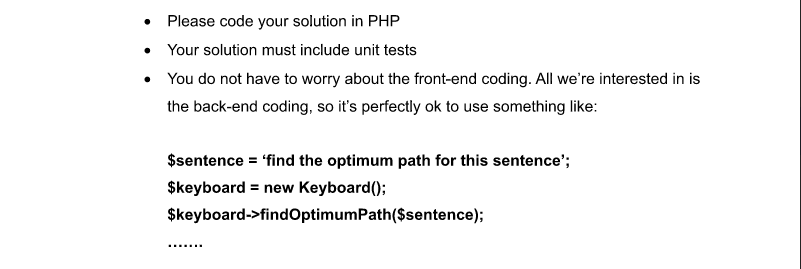 • Please code your solution in PHP
• Your solution must include unit tests
• You do not have to worry about the front-end coding. All we’re interested in is
the back-end coding, so it’s perfectly ok to use something like:
$sentence = ‘find the optimum path for this sentence’;
$keyboard = new Keyboard();
$keyboard->findOptimumPath($sentence);
…….